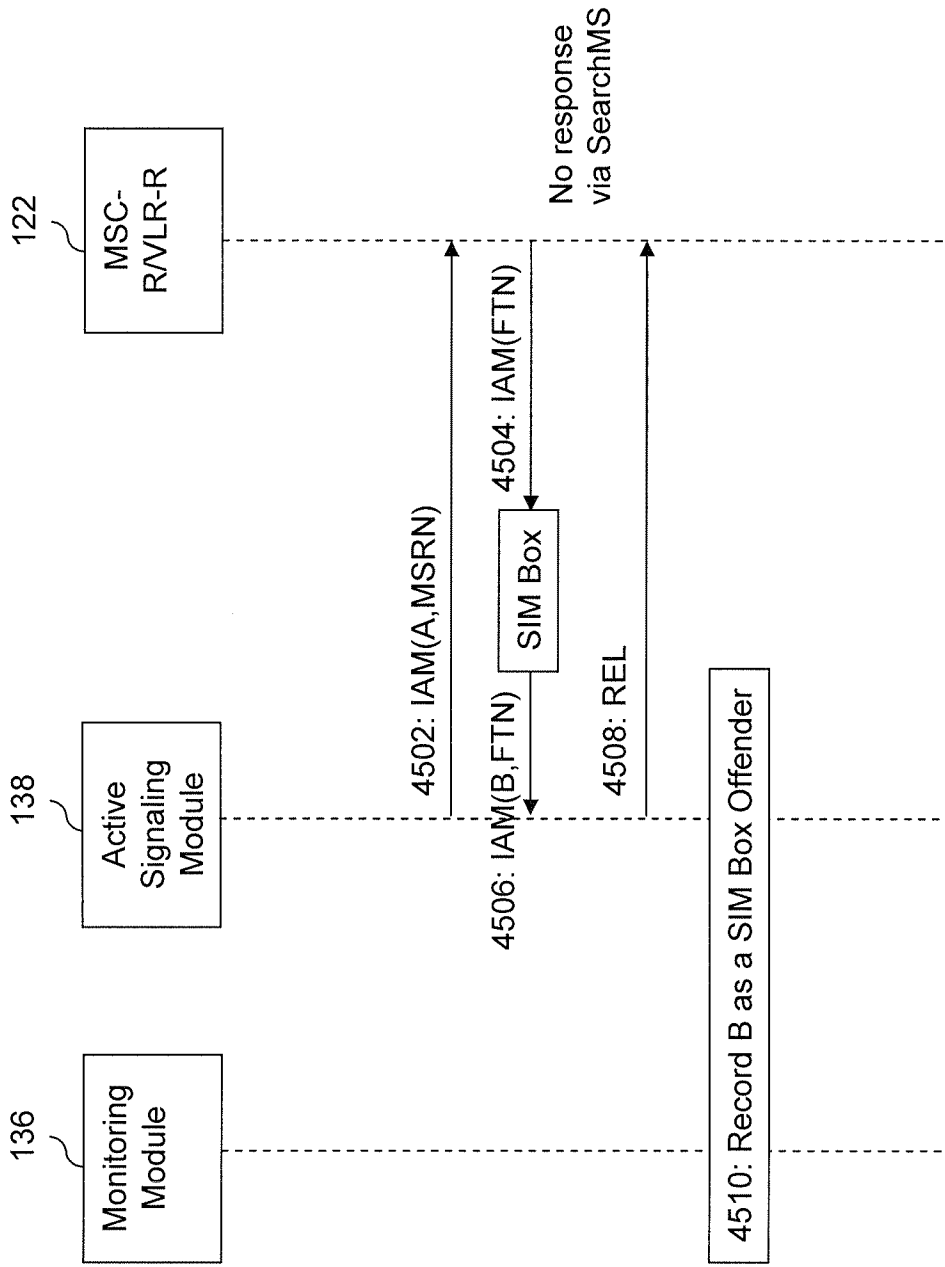 136
Monitoring
Module
138
Active
Signaling
Module
122
MSC-
R/VLR-R
4502: IAM(A,MSRN)
4504: IAM(FTN)
No response
via SearchMS
SIM Box
4506: IAM(B,FTN)
4508: REL
4510: Record B as a SIM Box Offender